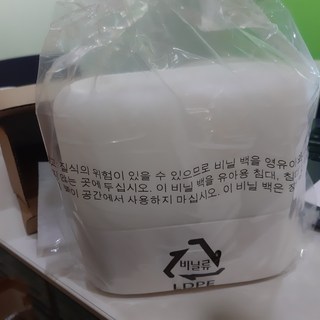 질식의 위험이 있을 수 있으므로 비닐 백을 영유아의
없는 곳에 두십시오. 이 비닐 백을 유아용 침대,
공간에서 사용하지 마십시오. 이 비닐 백은
비닐류
LDPE